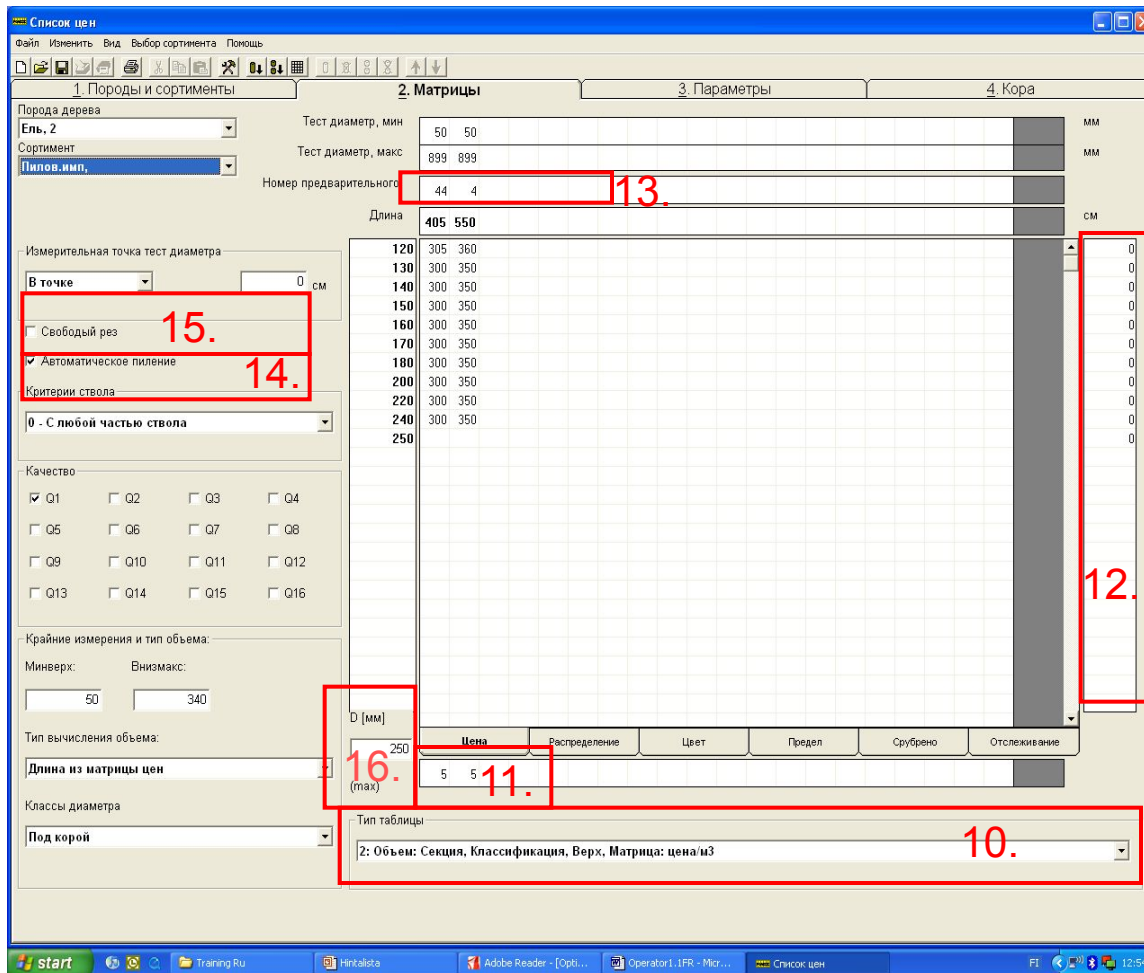 Список цен
Файл Изменить Вид Выбор сортимента Помощь
1. Породы и сортименты
2. Матрицы
3. Параметры
4. Кора
Порода дерева
Ель, 2
Сортимент
Пилов.имп,
Тест диаметр, мин 50 50 мм
Тест диаметр, макс 899 899 мм
Номер предварительного 44 4 13.
Длина 405 550 см
Измерительная точка тест диаметра
В точке 0 см
15.
Свободый рез
Автоматическое пиление
14.
Критерии ствола
0 - С любой частью ствола
Качество
Q1 Q2 Q3 Q4
Q5 Q6 Q7 Q8
Q9 Q10 Q11 Q12
Q13 Q14 Q15 Q16
Крайние измерения и тип объема:
Минверх: Внизмакс:
50 340
Тип вычисления объема:
Длина из матрицы цен
Классы диаметра
Под корой
120 305 360 0
130 300 350 0
140 300 350 0
150 300 350 0
160 300 350 0
170 300 350 0
180 300 350 0
200 300 350 0
220 300 350 0
240 300 350 0
250 0
12.
D [мм]
250
16.
(max)
Цена Распределение Цвет Предел Срубрено Отслеживание
5 5 11.
Тип таблицы
2: Объем: Секция, Классификация, Верх, Матрица: цена/м3
10.
start Training Ru Hintalista Adobe Reader - [Opti... Operator1.1FR - Micr... Список цен FI 12:54